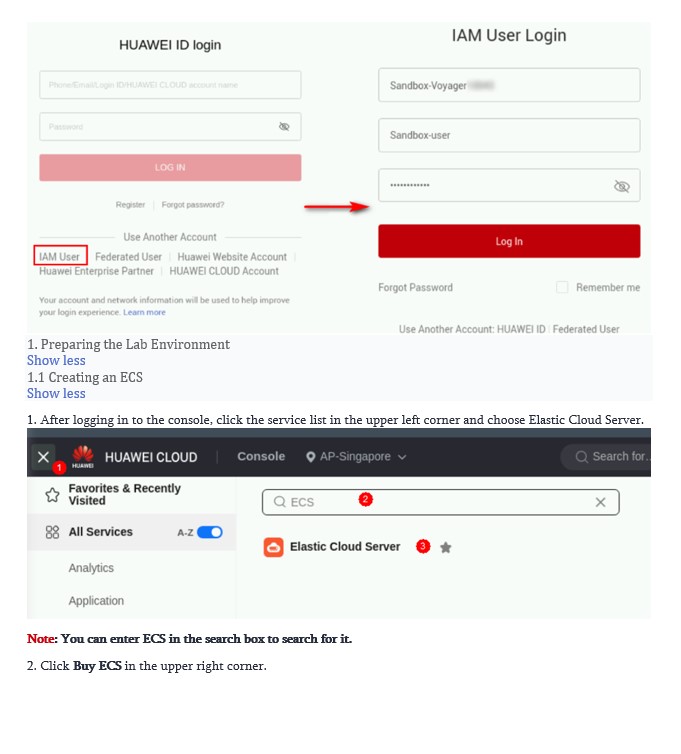 HUAWEI ID login
Phone/Email/Login ID/HUAWEI CLOUD account name
Password
LOG IN
Register | Forgot password?
Use Another Account
IAM User | Federated User | Huawei Website Account |
Huawei Enterprise Partner | HUAWEI CLOUD Account
Your account and network information will be used to help improve
your login experience. Learn more
IAM User Login
Sandbox-Voyager
Sandbox-user
************
Log In
Forgot Password
Remember me
Use Another Account: HUAWEI ID | Federated User
1. Preparing the Lab Environment
Show less
1.1 Creating an ECS
Show less
1. After logging in to the console, click the service list in the upper left corner and choose Elastic Cloud Server.
1
HUAWEI
HUAWEI CLOUD | Console AP-Singapore Search for...
Favorites & Recently
Visited
All Services A-Z
Analytics
Application
ECS 2
Elastic Cloud Server 3
Note: You can enter ECS in the search box to search for it.
2. Click Buy ECS in the upper right corner.